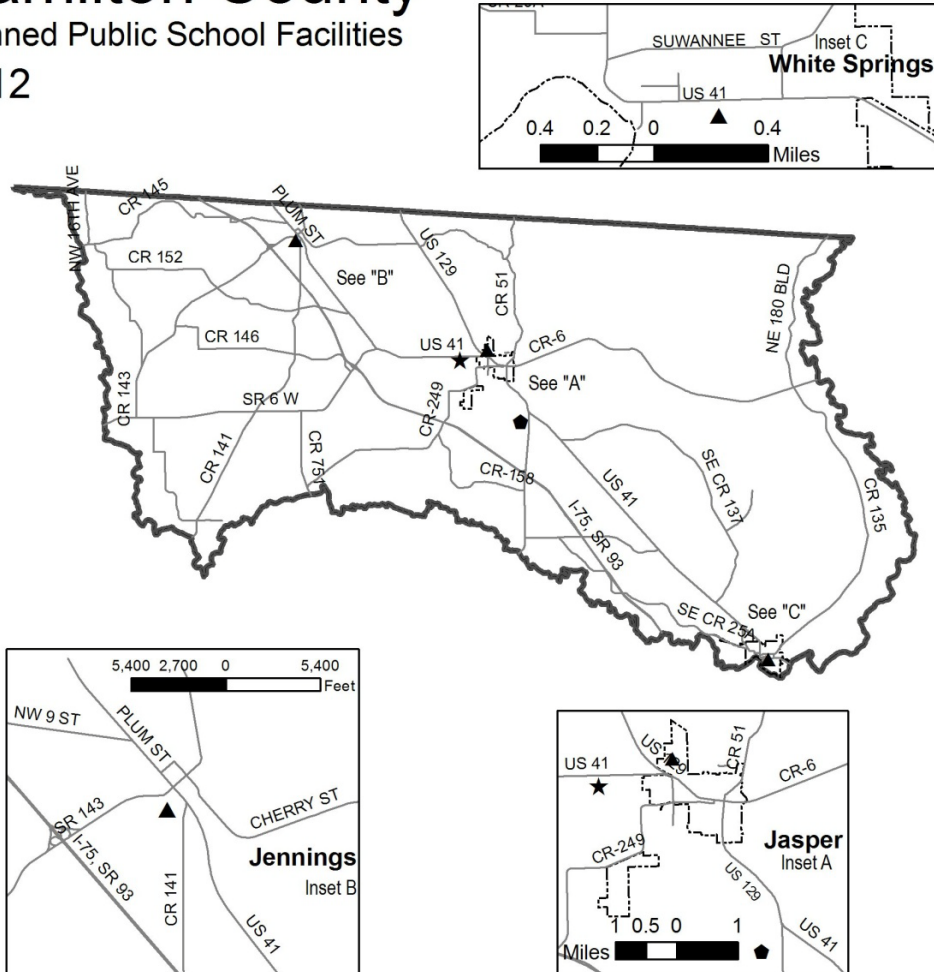 amilton County
nned Public School Facilities
12
SUWANNEE ST
Inset C
White Springs
US 41
0.4 0.2 0 0.4
Miles
NW 16TH AVE
CR 145
PLUM ST
CR 152
See "B"
US 129
CR 51
NE 180 BLD
CR 146
US 41
CR-6
See "A"
CR 143
SR 6 W
CR-249
CR 141
CR 751
CR-158
US 41
SE CR 137
CR 135
I-75, SR 93
SE CR 25A
See "C"
5,400 2,700 0 5,400
Feet
NW 9 ST
PLUM ST
SR 143
CHERRY ST
I-75, SR 93
Jennings
Inset B
CR 141
US 41
US 129
CR 51
US 41
CR-6
Jasper
Inset A
CR-249
US 129
1 0.5 0 1
Miles
US 41